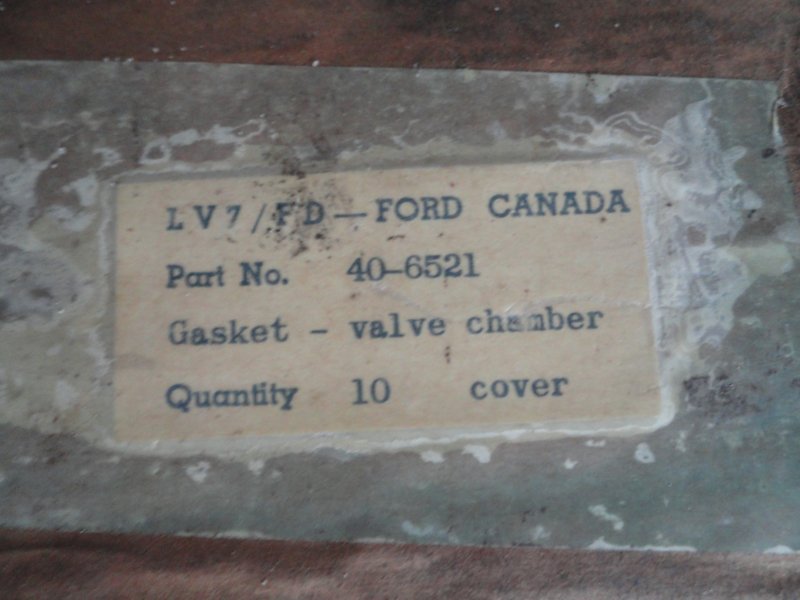 LV7/FD — FORD CANADA
Part No. 40-6521
Gasket - valve chamber
Quantity 10 cover